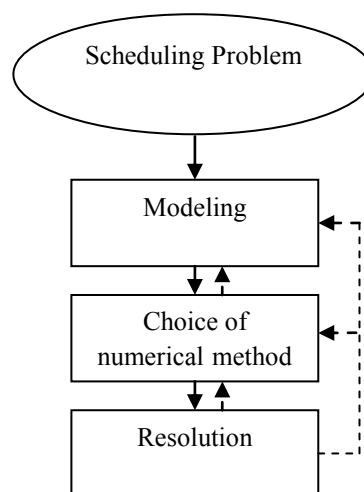 Scheduling Problem
Modeling
Choice of
numerical method
Resolution